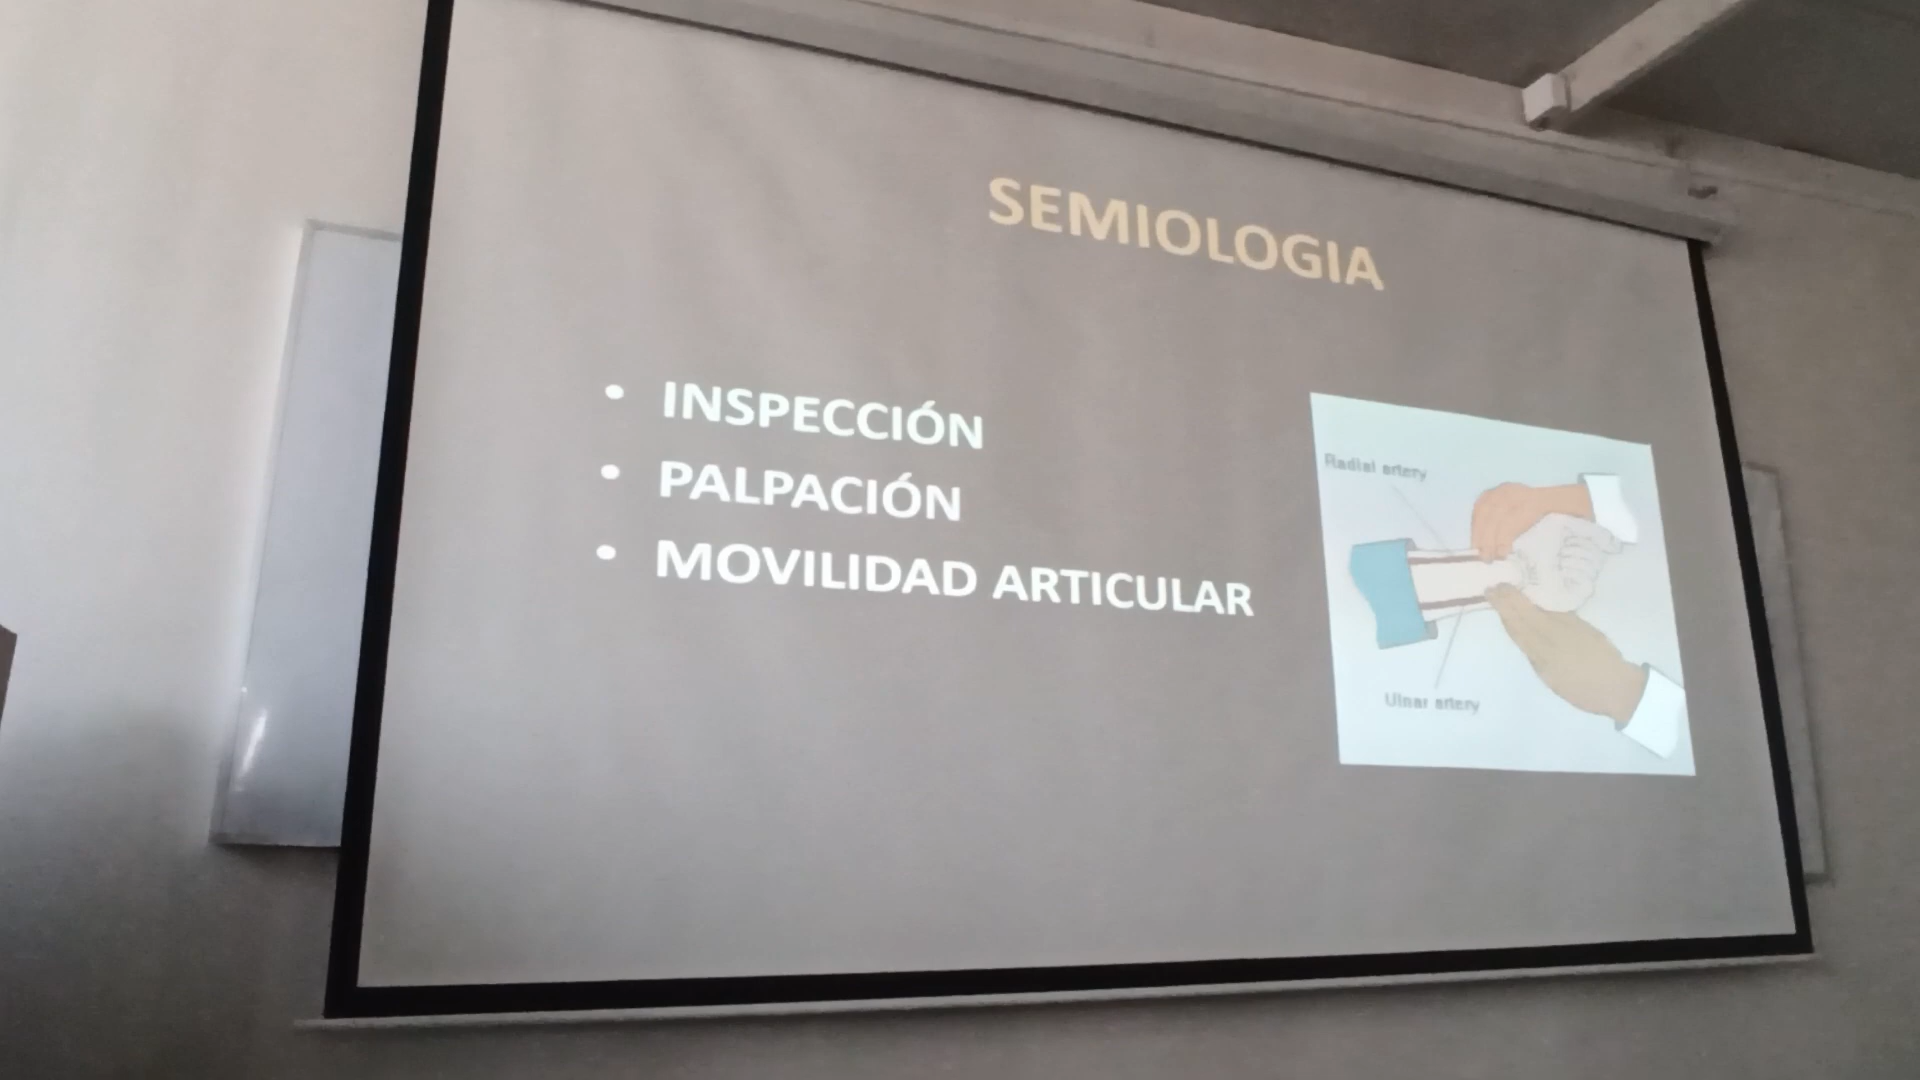 SEMIOLOGIA
• INSPECCIÓN
• PALPACIÓN
• MOVILIDAD ARTICULAR
Radial artery
Ulnar artery